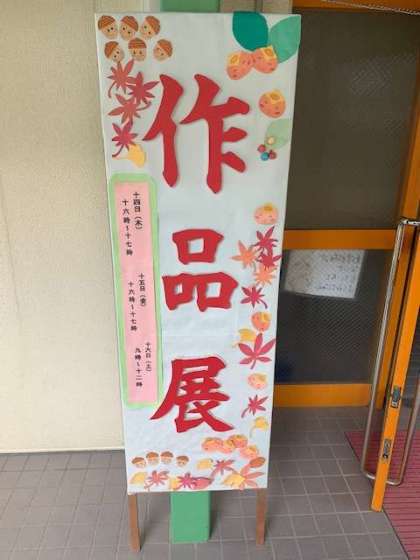 作品展
十四日（木）
十六時～十七時
十五日（金）
十六時～十七時
十六日（土）
九時～十二時